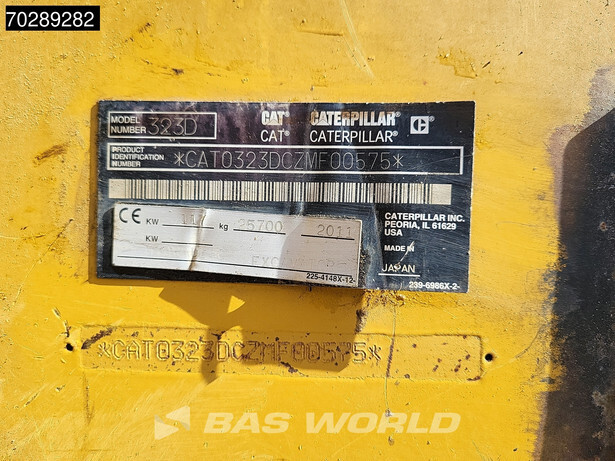 70289282
MODEL NUMBER 323D
CAT® CATERPILLAR®
CAT® CATERPILLAR® C
PRODUCT IDENTIFICATION NUMBER *CAT0323DCZMF00575*
CE KW kg 25700 2011
KW
225-4148X-12-
CATERPILLAR INC.
PEORIA, IL 61629
USA
MADE IN
JAPAN
239-6986X-2-
*CAT0323DCZMF00575*
BAS WORLD